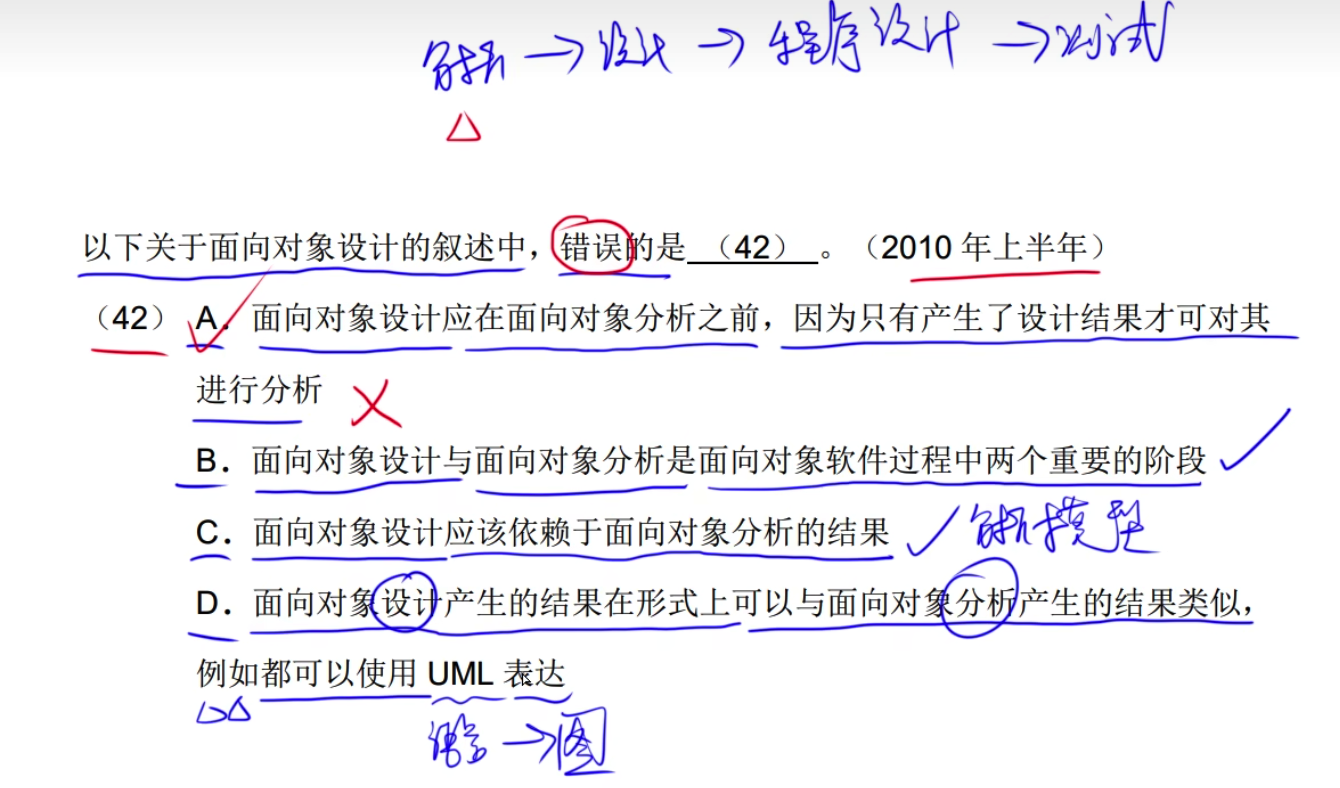 分析→设计→程序设计→测试
以下关于面向对象设计的叙述中，错误的是 （42） 。（2010 年上半年）
（42） A．面向对象设计应在面向对象分析之前，因为只有产生了设计结果才可对其
进行分析
B．面向对象设计与面向对象分析是面向对象软件过程中两个重要的阶段
C．面向对象设计应该依赖于面向对象分析的结果 分析模型
D．面向对象设计产生的结果在形式上可以与面向对象分析产生的结果类似，
例如都可以使用 UML 表达
→图